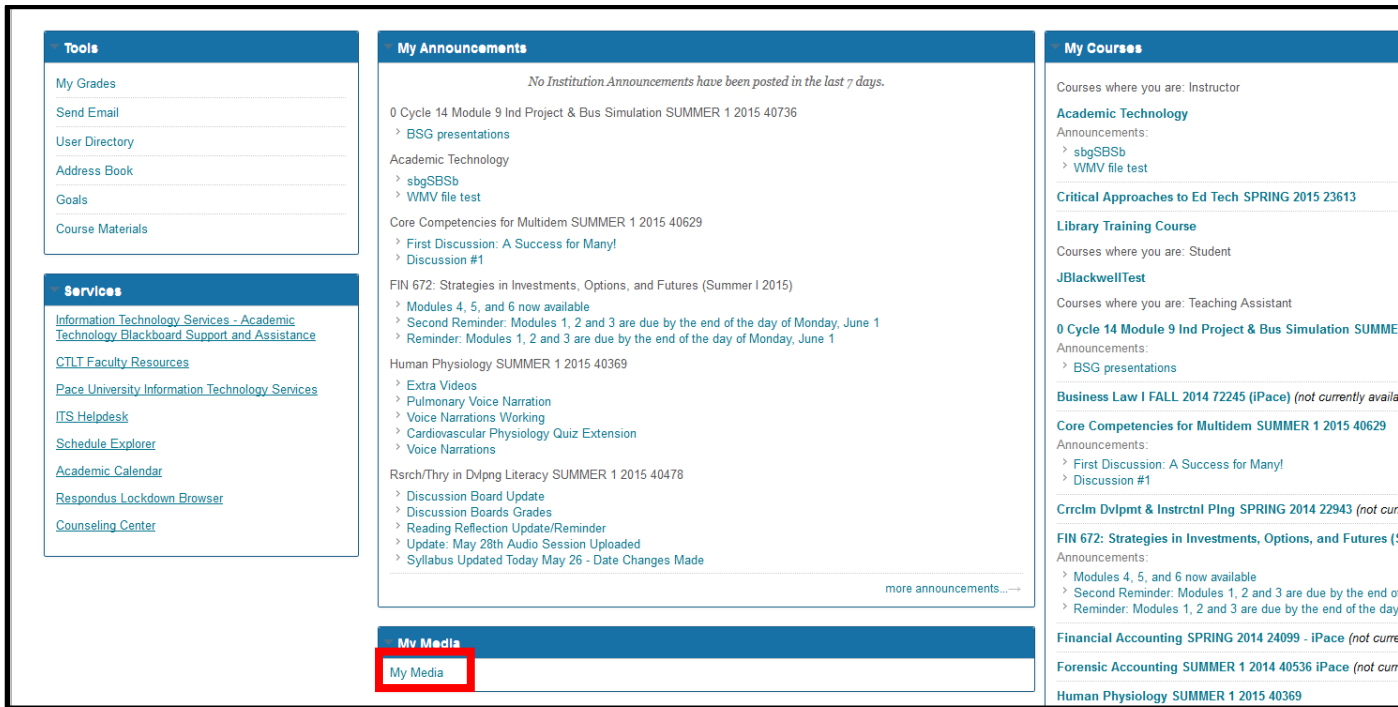 Tools
My Grades
Send Email
User Directory
Address Book
Goals
Course Materials
Services
Information Technology Services - Academic
Technology Blackboard Support and Assistance
CTLT Faculty Resources
Pace University Information Technology Services
ITS Helpdesk
Schedule Explorer
Academic Calendar
Respondus Lockdown Browser
Counseling Center
My Announcements
No Institution Announcements have been posted in the last 7 days.
0 Cycle 14 Module 9 Ind Project & Bus Simulation SUMMER 1 2015 40736
BSG presentations
Academic Technology
sbgSBSb
WMV file test
Core Competencies for Multidem SUMMER 1 2015 40629
First Discussion: A Success for Many!
Discussion #1
FIN 672: Strategies in Investments, Options, and Futures (Summer I 2015)
Modules 4, 5, and 6 now available
Second Reminder: Modules 1, 2 and 3 are due by the end of the day of Monday, June 1
Reminder: Modules 1, 2 and 3 are due by the end of the day of Monday, June 1
Human Physiology SUMMER 1 2015 40369
Extra Videos
Pulmonary Voice Narration
Voice Narrations Working
Cardiovascular Physiology Quiz Extension
Voice Narrations
Rsrch/Thry in Dvlpng Literacy SUMMER 1 2015 40478
Discussion Board Update
Discussion Boards Grades
Reading Reflection Update/Reminder
Update: May 28th Audio Session Uploaded
Syllabus Updated Today May 26 - Date Changes Made
more announcements...→
My Media
My Media
My Courses
Courses where you are: Instructor
Academic Technology
Announcements:
sbgSBSb
WMV file test
Critical Approaches to Ed Tech SPRING 2015 23613
Library Training Course
Courses where you are: Student
JBlackwellTest
Courses where you are: Teaching Assistant
0 Cycle 14 Module 9 Ind Project & Bus Simulation SUMME
Announcements:
BSG presentations
Business Law I FALL 2014 72245 (iPace) (not currently availa
Core Competencies for Multidem SUMMER 1 2015 40629
Announcements:
First Discussion: A Success for Many!
Discussion #1
Crrclm Dvlpmt & Instrctnl Plng SPRING 2014 22943 (not cur
FIN 672: Strategies in Investments, Options, and Futures (S
Announcements:
Modules 4, 5, and 6 now available
Second Reminder: Modules 1, 2 and 3 are due by the end o
Reminder: Modules 1, 2 and 3 are due by the end of the day
Financial Accounting SPRING 2014 24099 - iPace (not curre
Forensic Accounting SUMMER 1 2014 40536 iPace (not curr
Human Physiology SUMMER 1 2015 40369